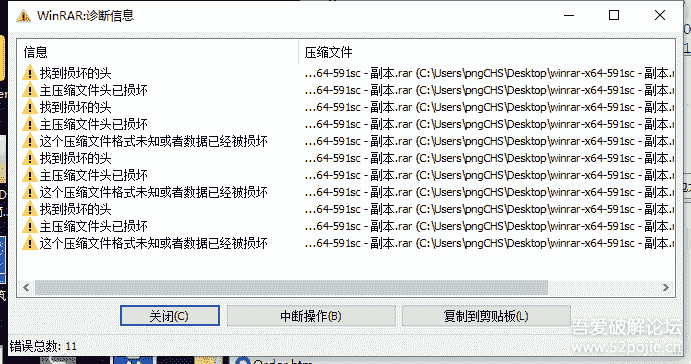 WinRAR:诊断信息
信息 压缩文件
找到损坏的头 ...64-591sc - 副本.rar (C:\Users\pngCHS\Desktop\winrar-x64-591sc - 副本.r
主压缩文件头已损坏 ...64-591sc - 副本.rar (C:\Users\pngCHS\Desktop\winrar-x64-591sc - 副本.r
找到损坏的头 ...64-591sc - 副本.rar (C:\Users\pngCHS\Desktop\winrar-x64-591sc - 副本.r
主压缩文件头已损坏 ...64-591sc - 副本.rar (C:\Users\pngCHS\Desktop\winrar-x64-591sc - 副本.r
这个压缩文件格式未知或者数据已经被损坏 ...64-591sc - 副本.rar (C:\Users\pngCHS\Desktop\winrar-x64-591sc - 副本.r
找到损坏的头 ...64-591sc - 副本.rar (C:\Users\pngCHS\Desktop\winrar-x64-591sc - 副本.r
主压缩文件头已损坏 ...64-591sc - 副本.rar (C:\Users\pngCHS\Desktop\winrar-x64-591sc - 副本.r
这个压缩文件格式未知或者数据已经被损坏 ...64-591sc - 副本.rar (C:\Users\pngCHS\Desktop\winrar-x64-591sc - 副本.r
找到损坏的头 ...64-591sc - 副本.rar (C:\Users\pngCHS\Desktop\winrar-x64-591sc - 副本.r
主压缩文件头已损坏 ...64-591sc - 副本.rar (C:\Users\pngCHS\Desktop\winrar-x64-591sc - 副本.r
这个压缩文件格式未知或者数据已经被损坏 ...64-591sc - 副本.rar (C:\Users\pngCHS\Desktop\winrar-x64-591sc - 副本.r
关闭(C) 中断操作(B) 复制到剪贴板(L)
错误总数: 11
吾爱破解论坛
www.52pojie.cn